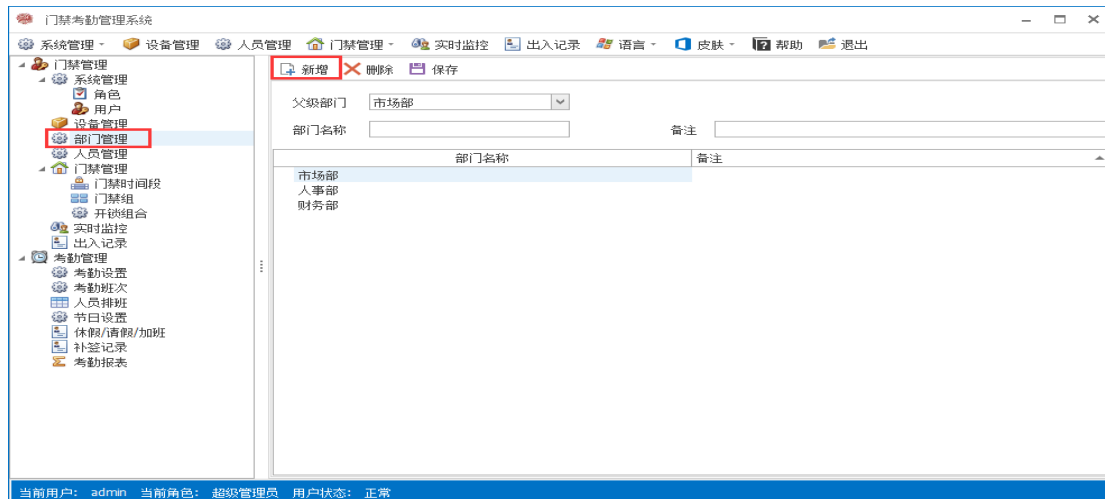 门禁考勤管理系统
系统管理 设备管理 人员管理 门禁管理 实时监控 出入记录 语言 皮肤 帮助 退出
门禁管理
系统管理
角色
用户
设备管理
部门管理
人员管理
门禁管理
门禁时间段
门禁组
开锁组合
实时监控
出入记录
考勤管理
考勤设置
考勤班次
人员排班
节日设置
休假/请假/加班
补签记录
考勤报表
新增 删除 保存
父级部门 市场部
部门名称 备注
部门名称 备注
市场部
人事部
财务部
当前用户: admin 当前角色: 超级管理员 用户状态: 正常